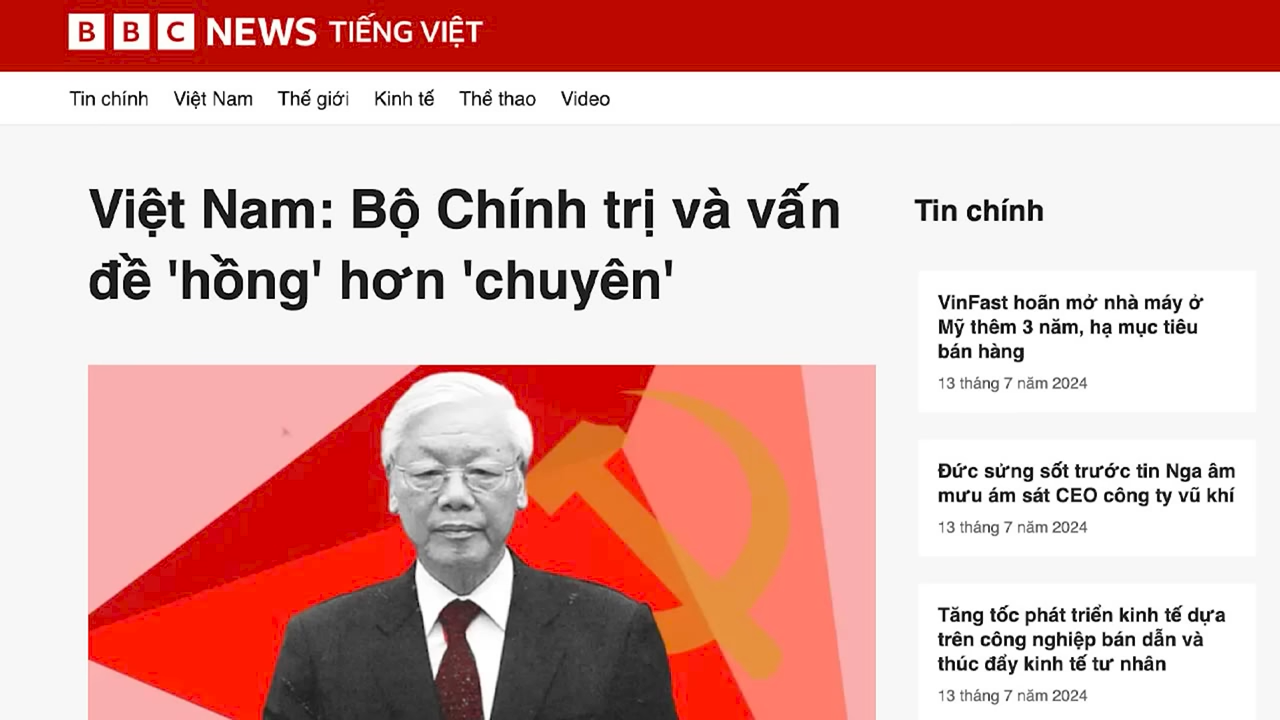 BBC NEWS TIẾNG VIỆT
Tin chính Việt Nam Thế giới Kinh tế Thể thao Video
Việt Nam: Bộ Chính trị và vấn
đề 'hồng' hơn 'chuyên'
Tin chính
VinFast hoãn mở nhà máy ở
Mỹ thêm 3 năm, hạ mục tiêu
bán hàng
13 tháng 7 năm 2024
Đức sửng sốt trước tin Nga âm
mưu ám sát CEO công ty vũ khí
13 tháng 7 năm 2024
Tăng tốc phát triển kinh tế dựa
trên công nghiệp bán dẫn và
thúc đẩy kinh tế tư nhân
13 tháng 7 năm 2024